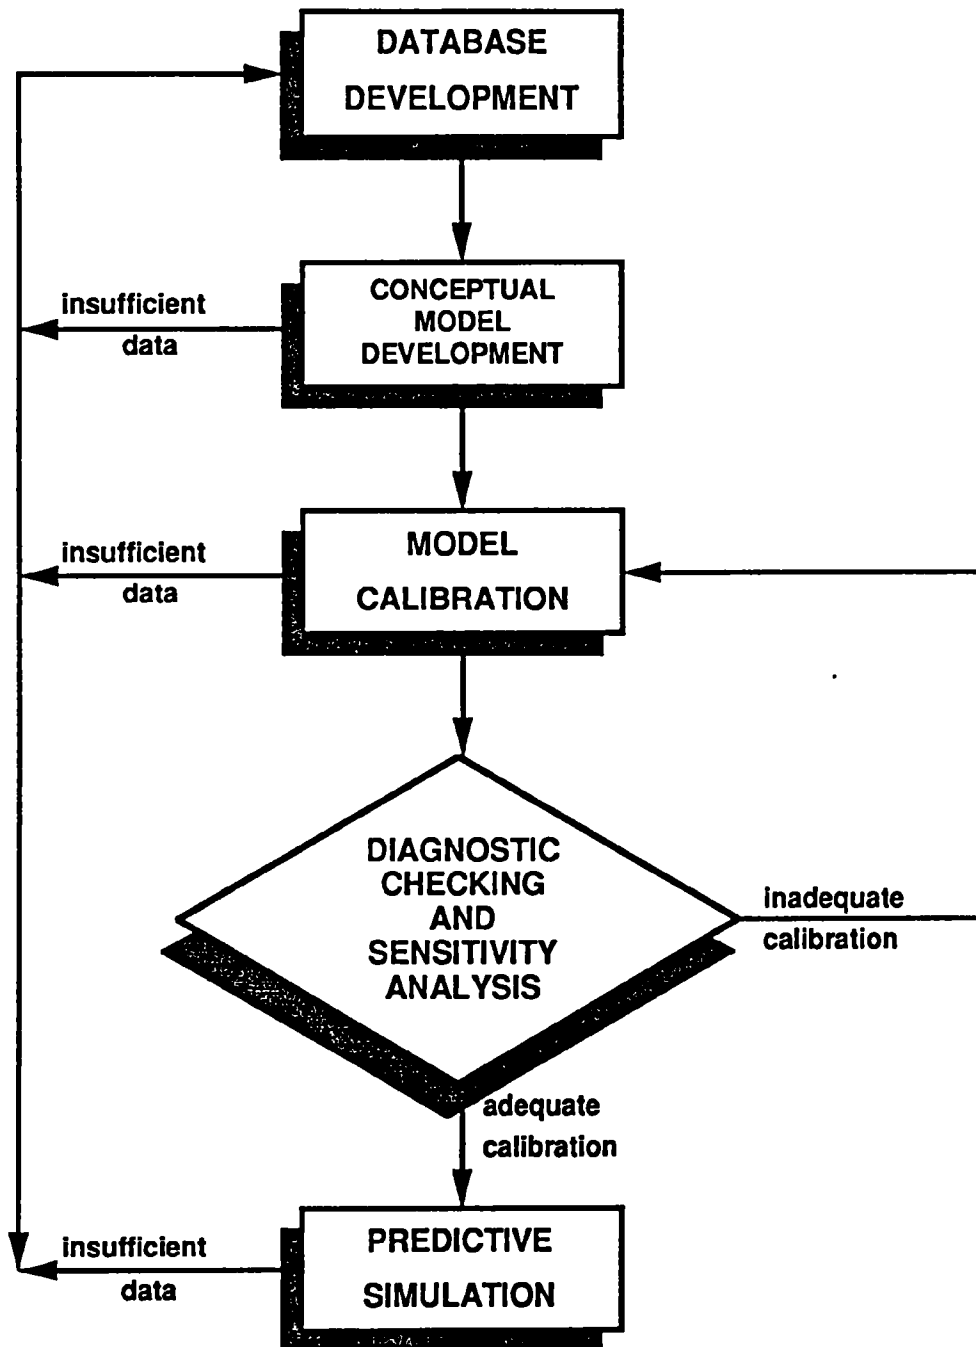 DATABASE
DEVELOPMENT
insufficient
data
CONCEPTUAL
MODEL
DEVELOPMENT
insufficient
data
MODEL
CALIBRATION
DIAGNOSTIC
CHECKING
AND
SENSITIVITY
ANALYSIS
inadequate
calibration
adequate
calibration
insufficient
data
PREDICTIVE
SIMULATION